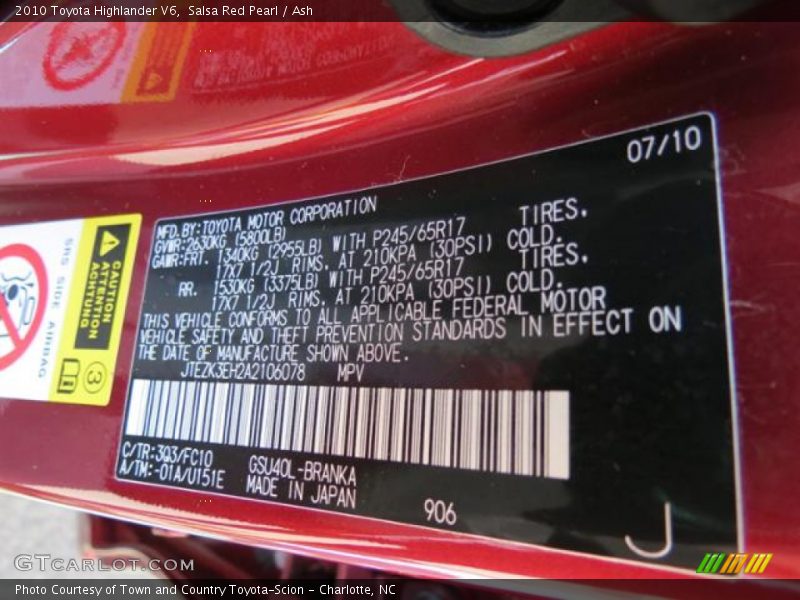 2010 Toyota Highlander V6, Salsa Red Pearl / Ash
07/10
MFD. BY: TOYOTA MOTOR CORPORATION
GVWR: 2630KG (5800LB)
GAWR: FRT. 1340KG (2955LB) WITH P245/65R17 TIRES,
17X7 1/2J RIMS, AT 210KPA (30PSI) COLD.
RR. 1530KG (3375LB) WITH P245/65R17 TIRES,
17X7 1/2J RIMS, AT 210KPA (30PSI) COLD.
THIS VEHICLE CONFORMS TO ALL APPLICABLE FEDERAL MOTOR
VEHICLE SAFETY AND THEFT PREVENTION STANDARDS IN EFFECT ON
THE DATE OF MANUFACTURE SHOWN ABOVE.
JTEZK3EH2A2106078 MPV
C/TR: 3Q3/FC10
A/TM: -01A/U151E
GSU40L-BRANKA
MADE IN JAPAN
906
J
SRS SIDE AIRBAG
CAUTION
ATTENTION
ACHTUNG
3
GTCarLot.com
Photo Courtesy of Town and Country Toyota-Scion - Charlotte, NC